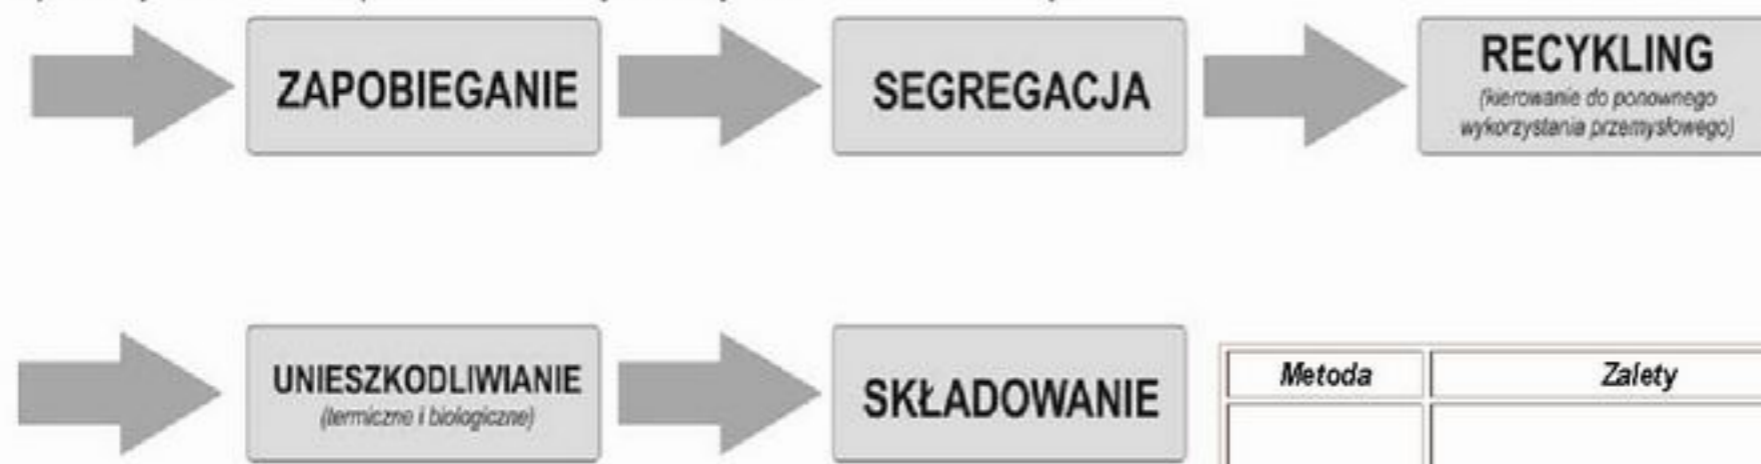 ZAPOBIEGANIE
SEGREGACJA
RECYKLING
(kierowanie do ponownego
wykorzystania przemysłowego)
UNIESZKODLIWIANIE
(termiczne i biologiczne)
SKŁADOWANIE
Metoda
Zalety